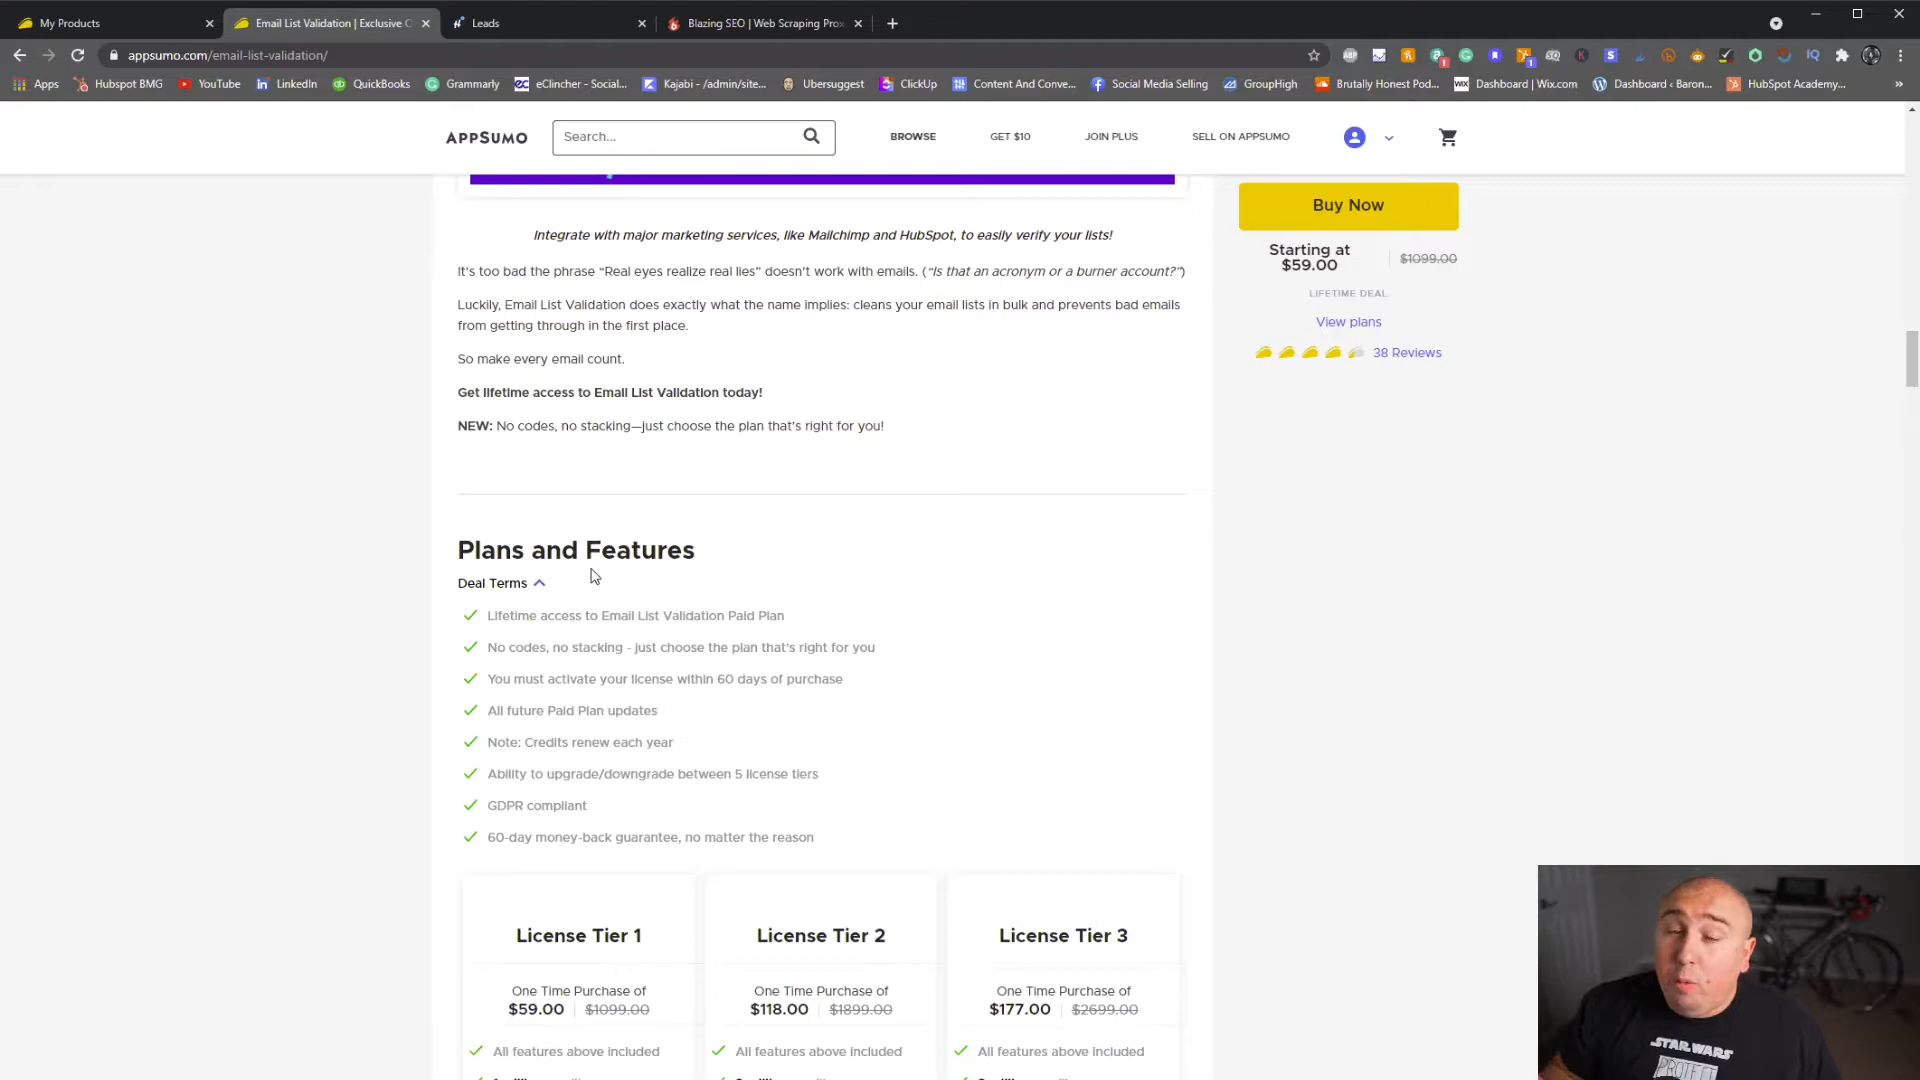 My Products
Email List Validation | Exclusive O
Leads
Blazing SEO | Web Scraping Prox
appsumo.com/email-list-validation/
Apps
Hubspot BMG
YouTube
LinkedIn
QuickBooks
Grammarly
eClincher - Social...
Kajabi - /admin/site...
Ubersuggest
ClickUp
Content And Conve...
Social Media Selling
GroupHigh
Brutally Honest Pod...
Dashboard | Wix.com
Dashboard ‹ Baron...
HubSpot Academy...
»
APPSUMO
Search...
BROWSE
GET $10
JOIN PLUS
SELL ON APPSUMO
Buy Now
Starting at
$59.00
$1099.00
LIFETIME DEAL
View plans
38 Reviews
Integrate with major marketing services, like Mailchimp and HubSpot, to easily verify your lists!
It's too bad the phrase “Real eyes realize real lies” doesn't work with emails. (“Is that an acronym or a burner account?”)
Luckily, Email List Validation does exactly what the name implies: cleans your email lists in bulk and prevents bad emails
from getting through in the first place.
So make every email count.
Get lifetime access to Email List Validation today!
NEW: No codes, no stacking—just choose the plan that's right for you!
Plans and Features
Deal Terms
Lifetime access to Email List Validation Paid Plan
No codes, no stacking - just choose the plan that's right for you
You must activate your license within 60 days of purchase
All future Paid Plan updates
Note: Credits renew each year
Ability to upgrade/downgrade between 5 license tiers
GDPR compliant
60-day money-back guarantee, no matter the reason
License Tier 1
One Time Purchase of
$59.00
$1099.00
All features above included
License Tier 2
One Time Purchase of
$118.00
$1899.00
All features above included
License Tier 3
One Time Purchase of
$177.00
$2699.00
All features above included
STAR WARS